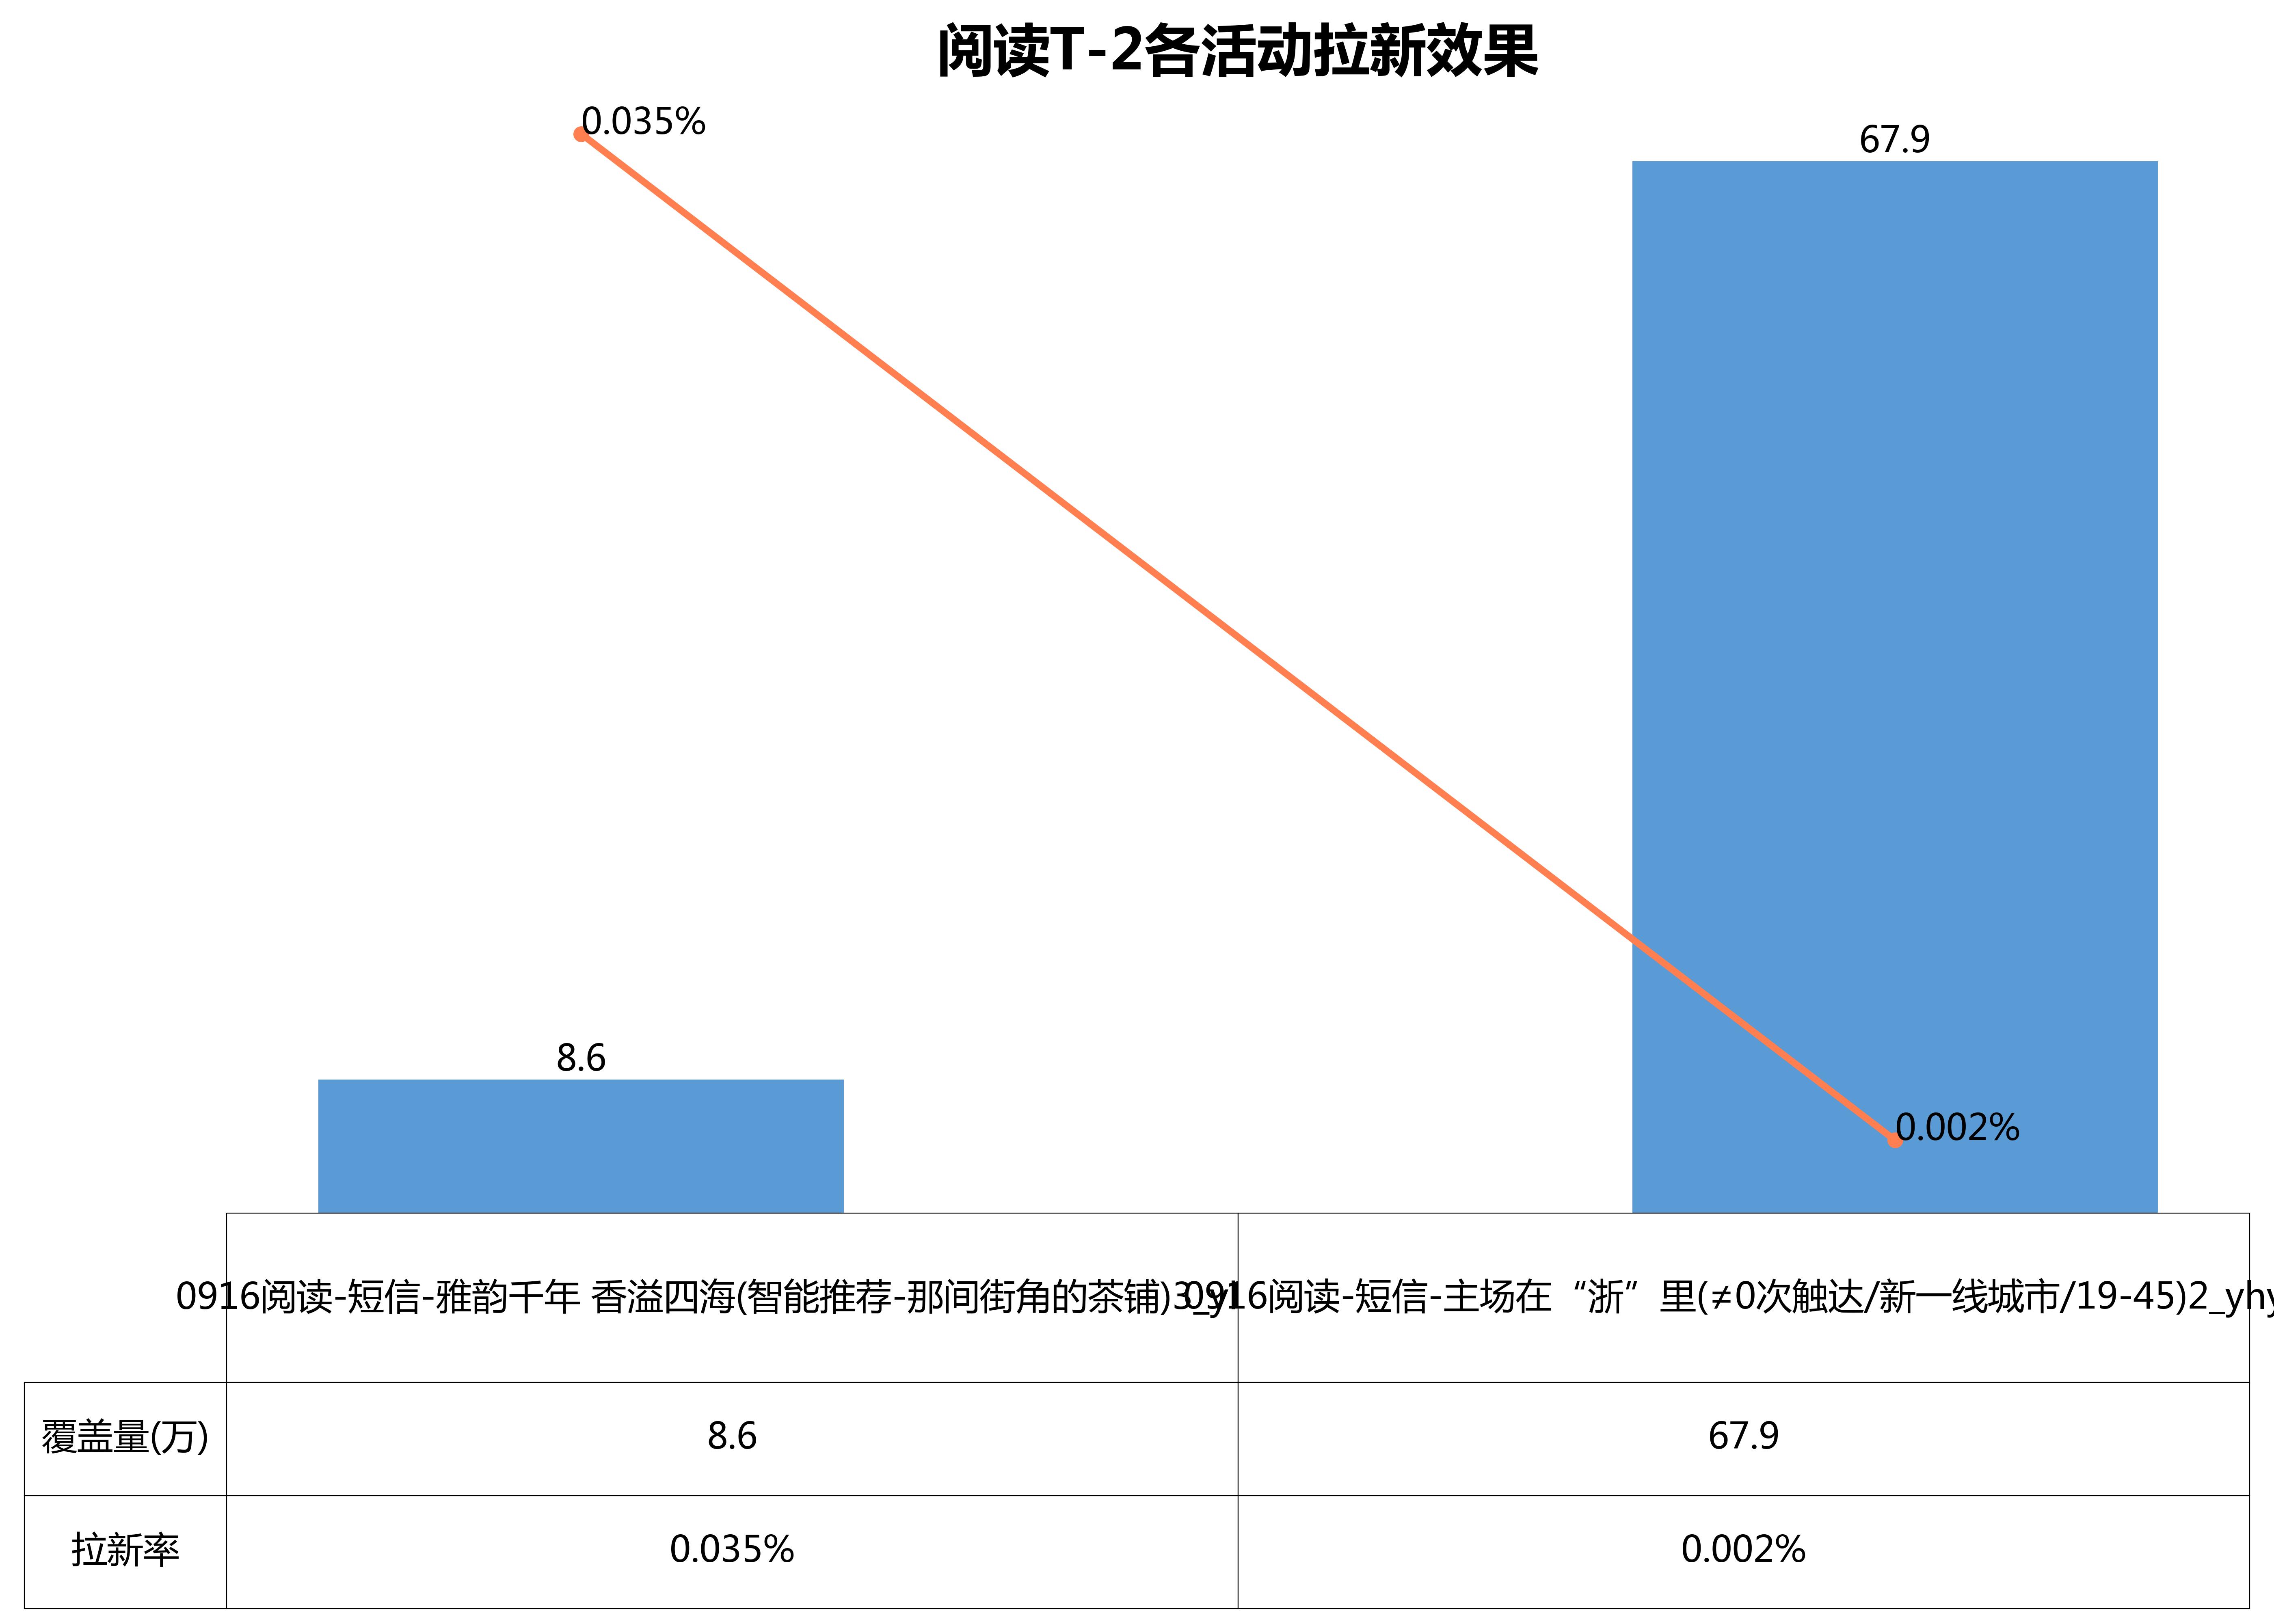 阅读T-2各活动拉新效果
0.035%
67.9
8.6
0.002%
0916阅读-短信-雅韵千年 香溢四海(智能推荐-那间街角的茶铺)3_yh
0916阅读-短信-主场在“浙”里(≠0次触达/新一线城市/19-45)2_yhy
覆盖量(万) 8.6 67.9
拉新率 0.035% 0.002%